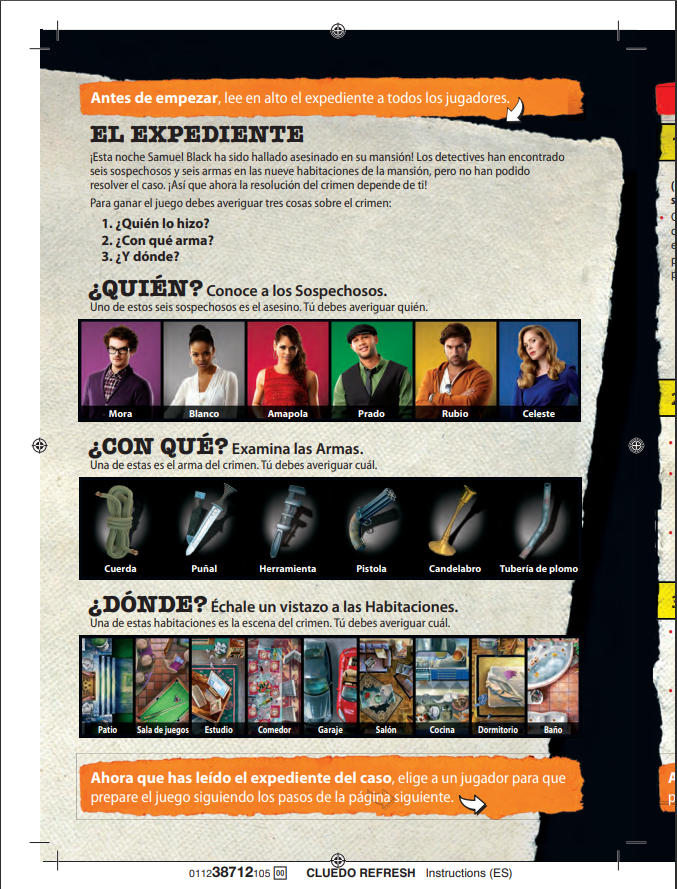 Antes de empezar, lee en alto el expediente a todos los jugadores.
EL EXPEDIENTE
¡Esta noche Samuel Black ha sido hallado asesinado en su mansión! Los detectives han encontrado
seis sospechosos y seis armas en las nueve habitaciones de la mansión, pero no han podido
resolver el caso. ¡Así que ahora la resolución del crimen depende de ti!
Para ganar el juego debes averiguar tres cosas sobre el crimen:
1. ¿Quién lo hizo?
2. ¿Con qué arma?
3. ¿Y dónde?
¿QUIÉN? Conoce a los Sospechosos.
Uno de estos seis sospechosos es el asesino. Tú debes averiguar quién.
Mora Blanco Amapola Prado Rubio Celeste
¿CON QUÉ? Examina las Armas.
Una de estas es el arma del crimen. Tú debes averiguar cuál.
Cuerda Puñal Herramienta Pistola Candelabro Tubería de plomo
¿DÓNDE? Échale un vistazo a las Habitaciones.
Una de estas habitaciones es la escena del crimen. Tú debes averiguar cuál.
Patio Sala de juegos Estudio Comedor Garaje Salón Cocina Dormitorio Baño
Ahora que has leído el expediente del caso, elige a un jugador para que
prepare el juego siguiendo los pasos de la página siguiente.
011238712105 00 CLUEDO REFRESH Instructions (ES)